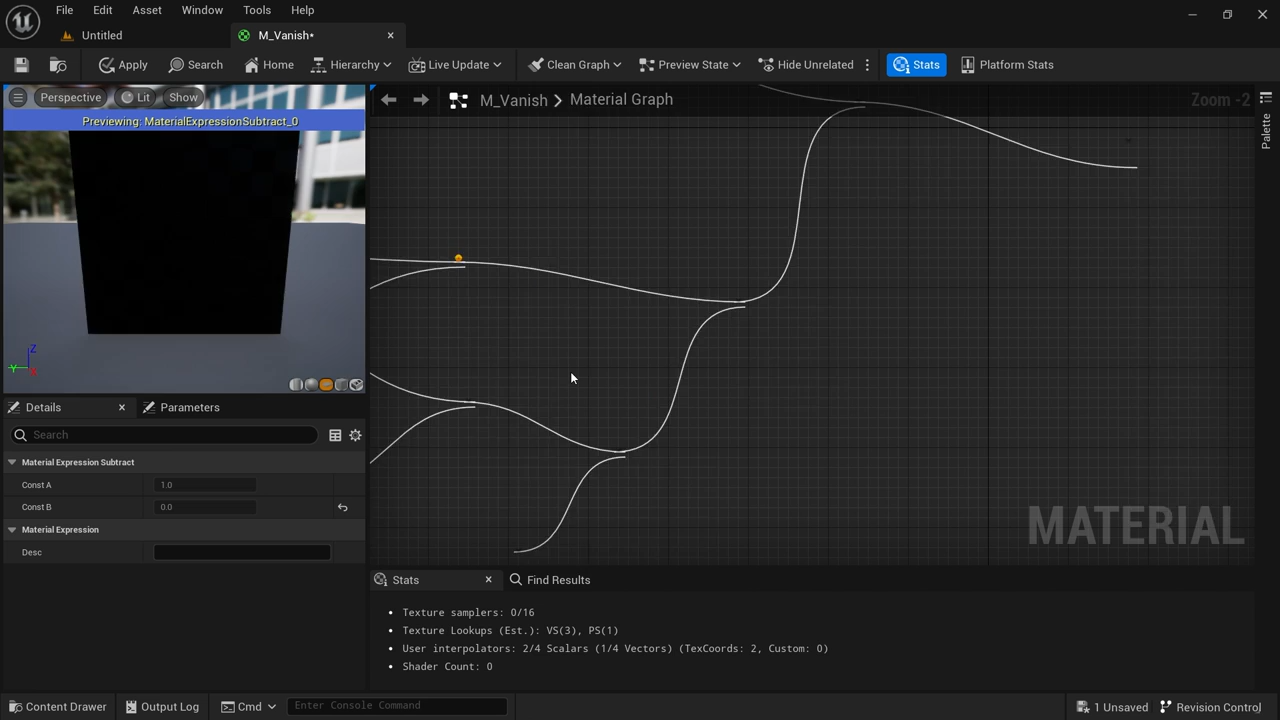 File Edit Asset Window Tools Help
Untitled M_Vanish*
Apply Search Home Hierarchy Live Update Clean Graph Preview State Hide Unrelated Stats Platform Stats
Perspective Lit Show
M_Vanish Material Graph Zoom -2
Previewing: MaterialExpressionSubtract_0
Palette
Z
Y
X
Details Parameters
Search
Material Expression Subtract
Const A 1.0
Const B 0.0
Material Expression
Desc
MATERIAL
Stats Find Results
Texture samplers: 0/16
Texture Lookups (Est.): VS(3), PS(1)
User interpolators: 2/4 Scalars (1/4 Vectors) (TexCoords: 2, Custom: 0)
Shader Count: 0
Content Drawer Output Log Cmd Enter Console Command 1 Unsaved Revision Control